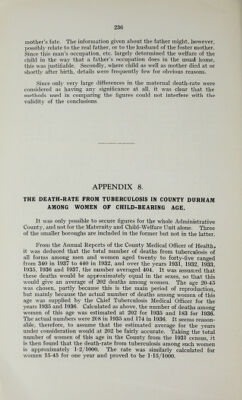 236
mother's fate. The information given about the father might, however,
possibly relate to the real father, or to the husband of the foster mother.
Since this man's occupation, etc. largely determined the welfare of the
child in the way that a father's occupation does in the usual home,
this was justifiable. Secondly, where child as well as mother died at or
shortly after birth, details were frequently few for obvious reasons.
Since only very large differences in the maternal death-rate were
considered as having any significance at all, it was clear that the
methods used in comparing the figures could not interfere with the
validity of the conclusions.
APPENDIX 8.
THE DEATH-RATE FROM TUBERCULOSIS IN COUNTY DURHAM
AMONG WOMEN OF CHILD-BEARING AGE.
It was only possible to secure figures for the whole Administrative
County, and not for the Maternity and Child-Welfare Unit alone. Three
of the smaller boroughs are included in the former but not in the latter.
From the Annual Reports of the County Medical Officer of Health,
it was deduced that the total number of deaths from tuberculosis of
all forms among men and women aged twenty to forty-five ranged
from 340 in 1937 to 440 in 1932, and over the years 1931, 1932, 1933,
1935, 1936 and 1937, the number averaged 404. It was assumed that
these deaths would be approximately equal in the sexes, so that this
would give an average of 202 deaths among women. The age 20-45
was chosen, partly because this is the main period of reproduction,
but mainly because the actual number of deaths among women of this
age was supplied by the Chief Tuberculosis Medical Officer for the
years 1935 and 1936. Calculated as above, the number of deaths among
women of this age was estimated at 202 for 1935 and 183 for 1936.
The actual numbers were 208 in 1935 and 174 in 1936. It seems reason-
able, therefore, to assume that the estimated average for the years
under consideration would at 202 be fairly accurate. Taking the total
number of women of this age in the County from the 1931 census, it
is then found that the death-rate from tuberculosis among such women
is approximately 1·2/1000. The rate was similarly calculated for
women 15-45 for one year and proved to be 1·15/1000.